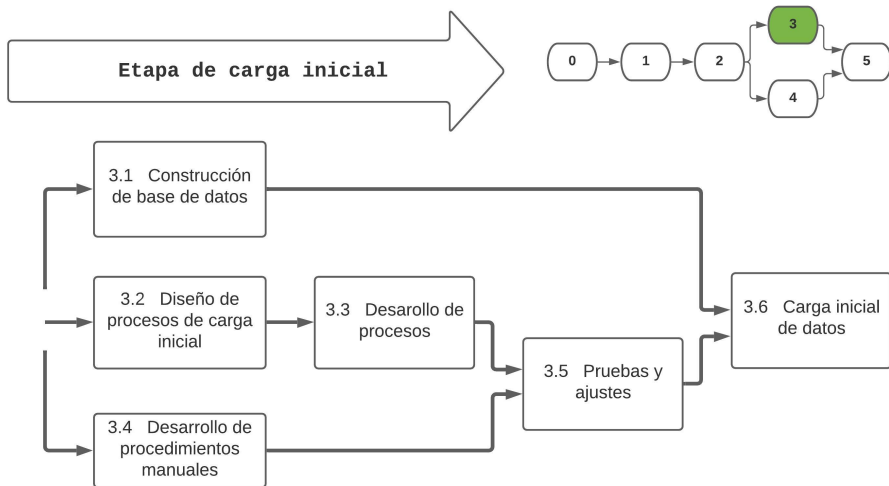 Etapa de carga inicial
0
1
2
3
4
5
3.1 Construcción
de base de datos
3.2 Diseño de
procesos de carga
inicial
3.3 Desarollo de
procesos
3.4 Desarrollo de
procedimientos
manuales
3.5 Pruebas y
ajustes
3.6 Carga inicial
de datos